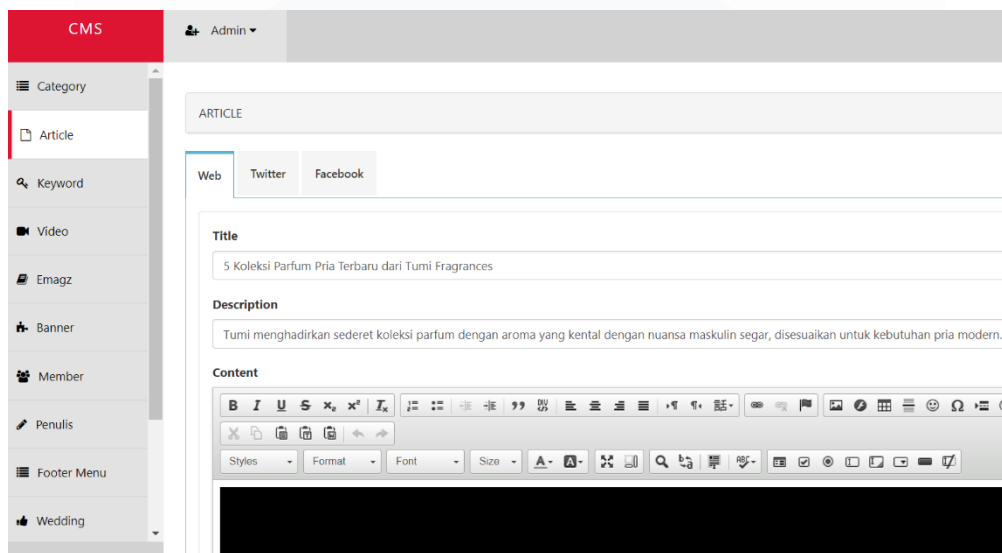 CMS
Admin
Category
Article
Keyword
Video
Emagz
Banner
Member
Penulis
Footer Menu
Wedding
ARTICLE
Web Twitter Facebook
Title
5 Koleksi Parfum Pria Terbaru dari Tumi Fragrances
Description
Tumi menghadirkan sederet koleksi parfum dengan aroma yang kental dengan nuansa maskulin segar, disesuaikan untuk kebutuhan pria modern.
Content
Styles Format Font Size